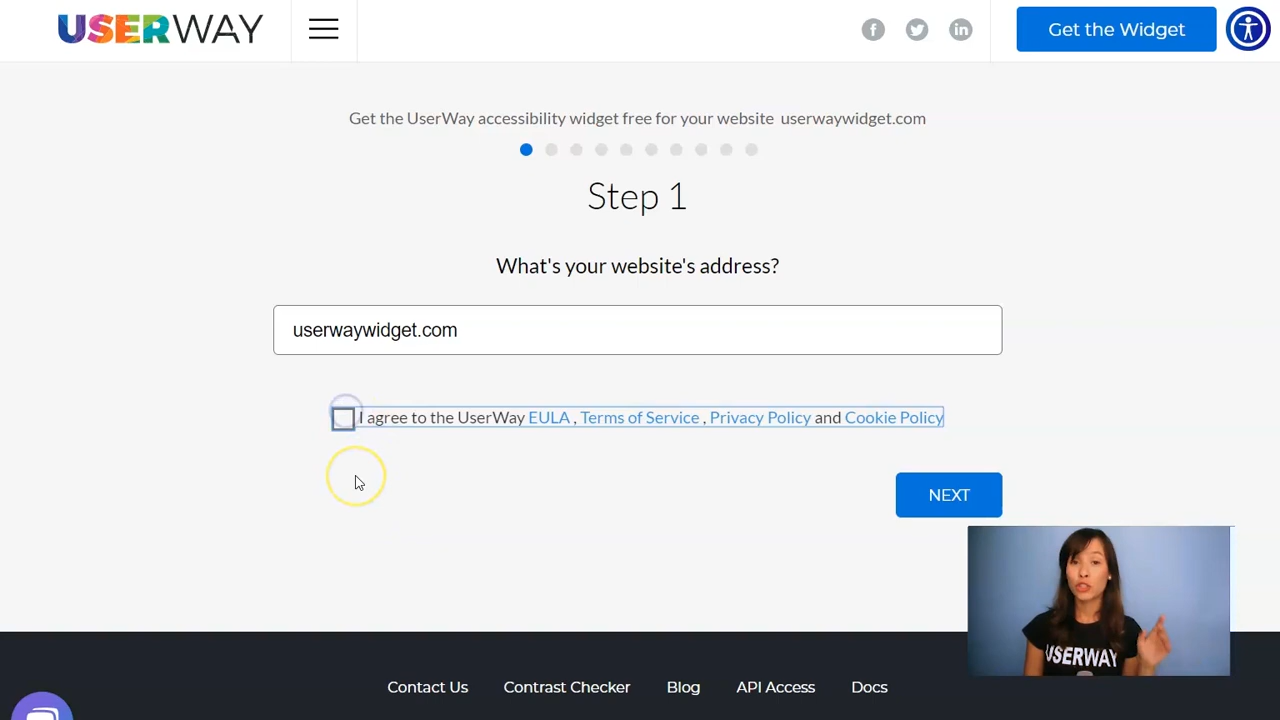 USERWAY
Get the Widget
Get the UserWay accessibility widget free for your website userwaywidget.com
Step 1
What's your website's address?
userwaywidget.com
I agree to the UserWay EULA , Terms of Service , Privacy Policy and Cookie Policy
NEXT
USERWAY
Contact Us Contrast Checker Blog API Access Docs